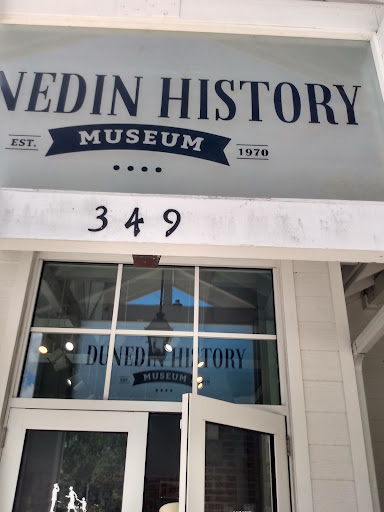 NEDIN HISTORY
EST. MUSEUM 1970
349
DUNEDIN HISTORY
MUSEUM